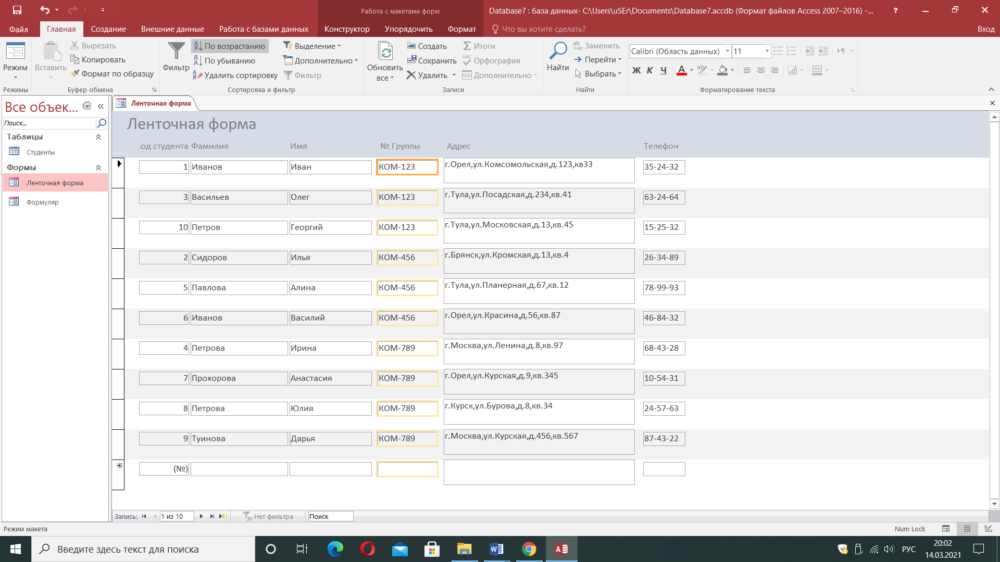 Работа с макетами форм
Database7 : база данных- C:\Users\uSEr\Documents\Database7.accdb (Формат файлов Access 2007–2016) -...
?
Файл
Главная
Создание
Внешние данные
Работа с базами данных
Конструктор
Упорядочить
Формат
Что вы хотите сделать?
Вход
Режим
Вставить
Вырезать
Копировать
Формат по образцу
Фильтр
По возрастанию
По убыванию
Удалить сортировку
Выделение
Дополнительно
Фильтр
Обновить
все
Создать
Сохранить
Удалить
Итоги
Орфография
Дополнительно
Найти
Заменить
Перейти
Выбрать
Calibri (Область данных)
11
Ж К Ч
Режимы
Буфер обмена
Сортировка и фильтр
Записи
Найти
Форматирование текста
Все объек...
Поиск...
Таблицы
Студенты
Формы
Ленточная форма
Формуляр
Ленточная форма
Ленточная форма
Код студента Фамилия Имя № Группы Адрес Телефон
1 Иванов Иван КОМ-123 г.Орел,ул.Комсомольская,д.123,кв33 35-24-32
3 Васильев Олег КОМ-123 г.Тула,ул.Посадская,д.234,кв.41 63-24-64
10 Петров Георгий КОМ-123 г.Тула,ул.Московская,д.13,кв.45 15-25-32
2 Сидоров Илья КОМ-456 г.Брянск,ул.Кромская,д.13,кв.4 26-34-89
5 Павлова Алина КОМ-456 г.Тула,ул.Планерная,д.67,кв.12 78-99-93
6 Иванов Василий КОМ-456 г.Орел,ул.Красина,д.56,кв.87 46-84-32
4 Петрова Ирина КОМ-789 г.Москва,ул.Ленина,д.8,кв.97 68-43-28
7 Прохорова Анастасия КОМ-789 г.Орел,ул.Курская,д.9,кв.345 10-54-31
8 Петрова Юлия КОМ-789 г.Курск,ул.Бурова,д.8,кв.34 24-57-63
9 Туинова Дарья КОМ-789 г.Москва,ул.Курская,д.456,кв.567 87-43-22
(№)
Запись: 1 из 10 Нет фильтра Поиск
Режим макета
Num Lock
Введите здесь текст для поиска
РУС
20:02
14.03.2021